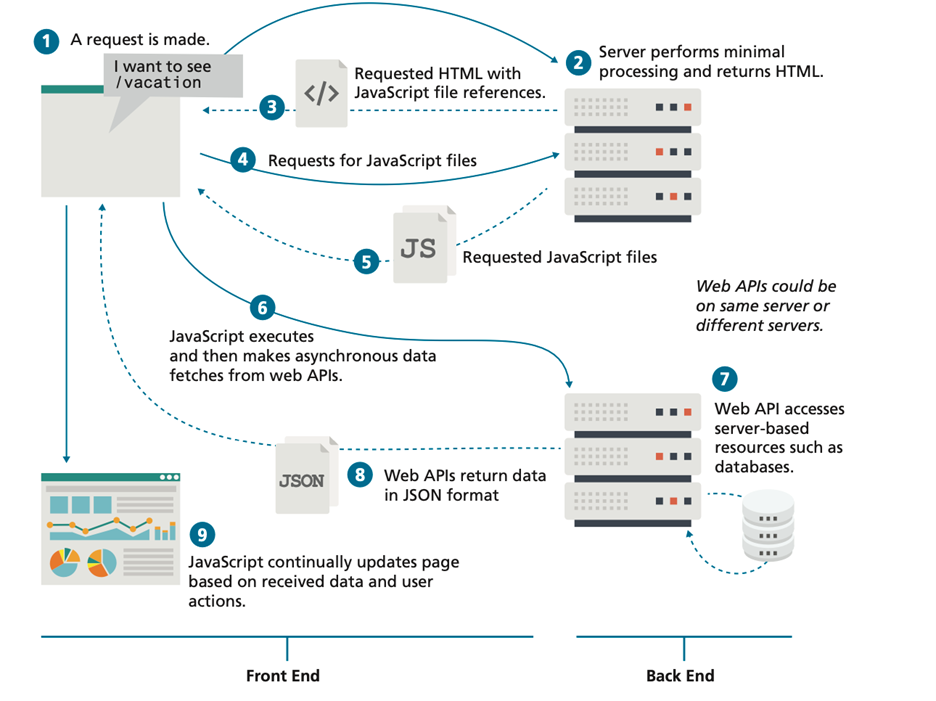 1
A request is made.
I want to see
/vacation
2
Server performs minimal
processing and returns HTML.
</>
Requested HTML with
JavaScript file references.
3
4
Requests for JavaScript files
JS
5
Requested JavaScript files
Web APIs could be
on same server or
different servers.
6
JavaScript executes
and then makes asynchronous data
fetches from web APIs.
7
Web API accesses
server-based
resources such as
databases.
JSON
8
Web APIs return data
in JSON format
9
JavaScript continually updates page
based on received data and user
actions.
Front End
Back End